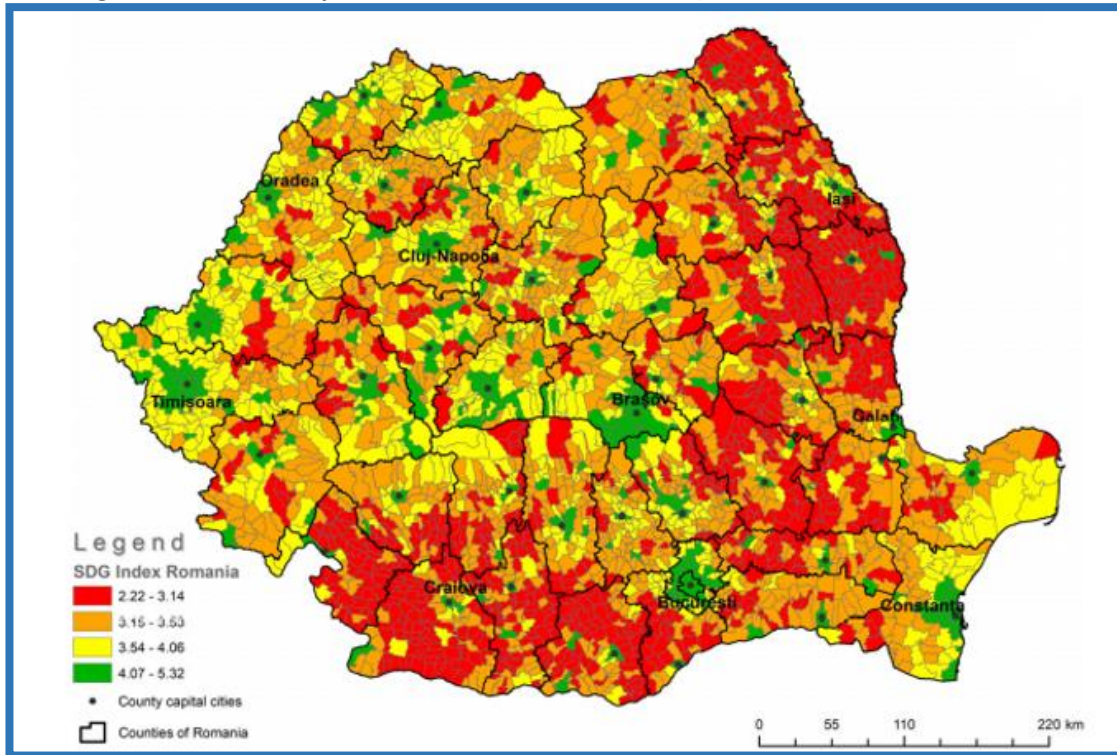 Oradea
Iasi
Cluj-Napoca
Timisoara
Brasov
Galati
Craiova
Bucuresti
Constanta
Legend
SDG Index Romania
2.22 - 3.14
3.15 - 3.53
3.54 - 4.06
4.07 - 5.32
County capital cities
Counties of Romania
0 55 110 220 km